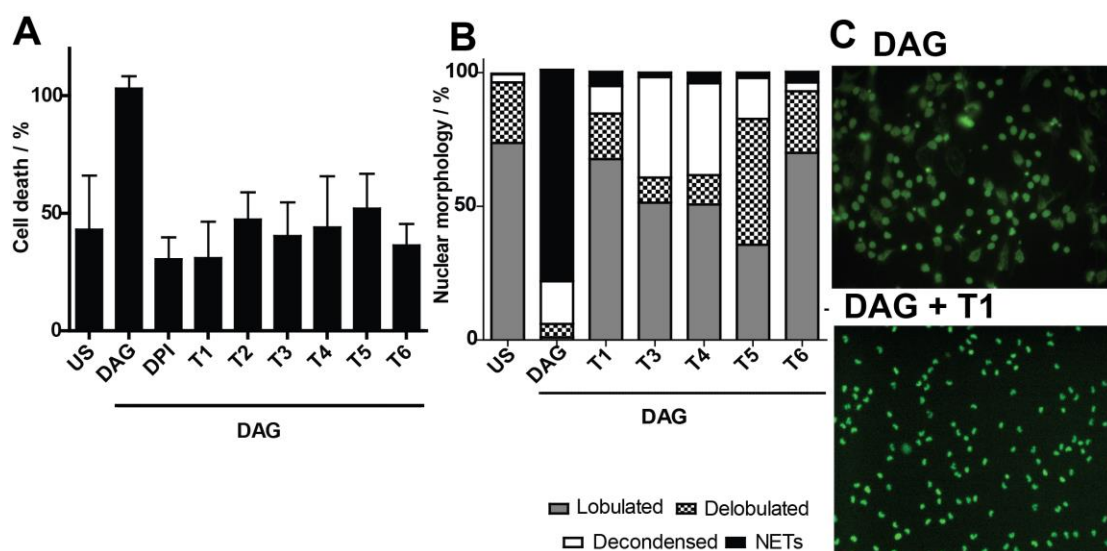 A
Cell death / %
100
50
0
US
DAG
DPI
T1
T2
T3
T4
T5
T6
DAG
B
Nuclear morphology / %
100
50
0
US
DAG
T1
T3
T4
T5
T6
DAG
Lobulated
Delobulated
Decondensed
NETs
C
DAG
DAG + T1